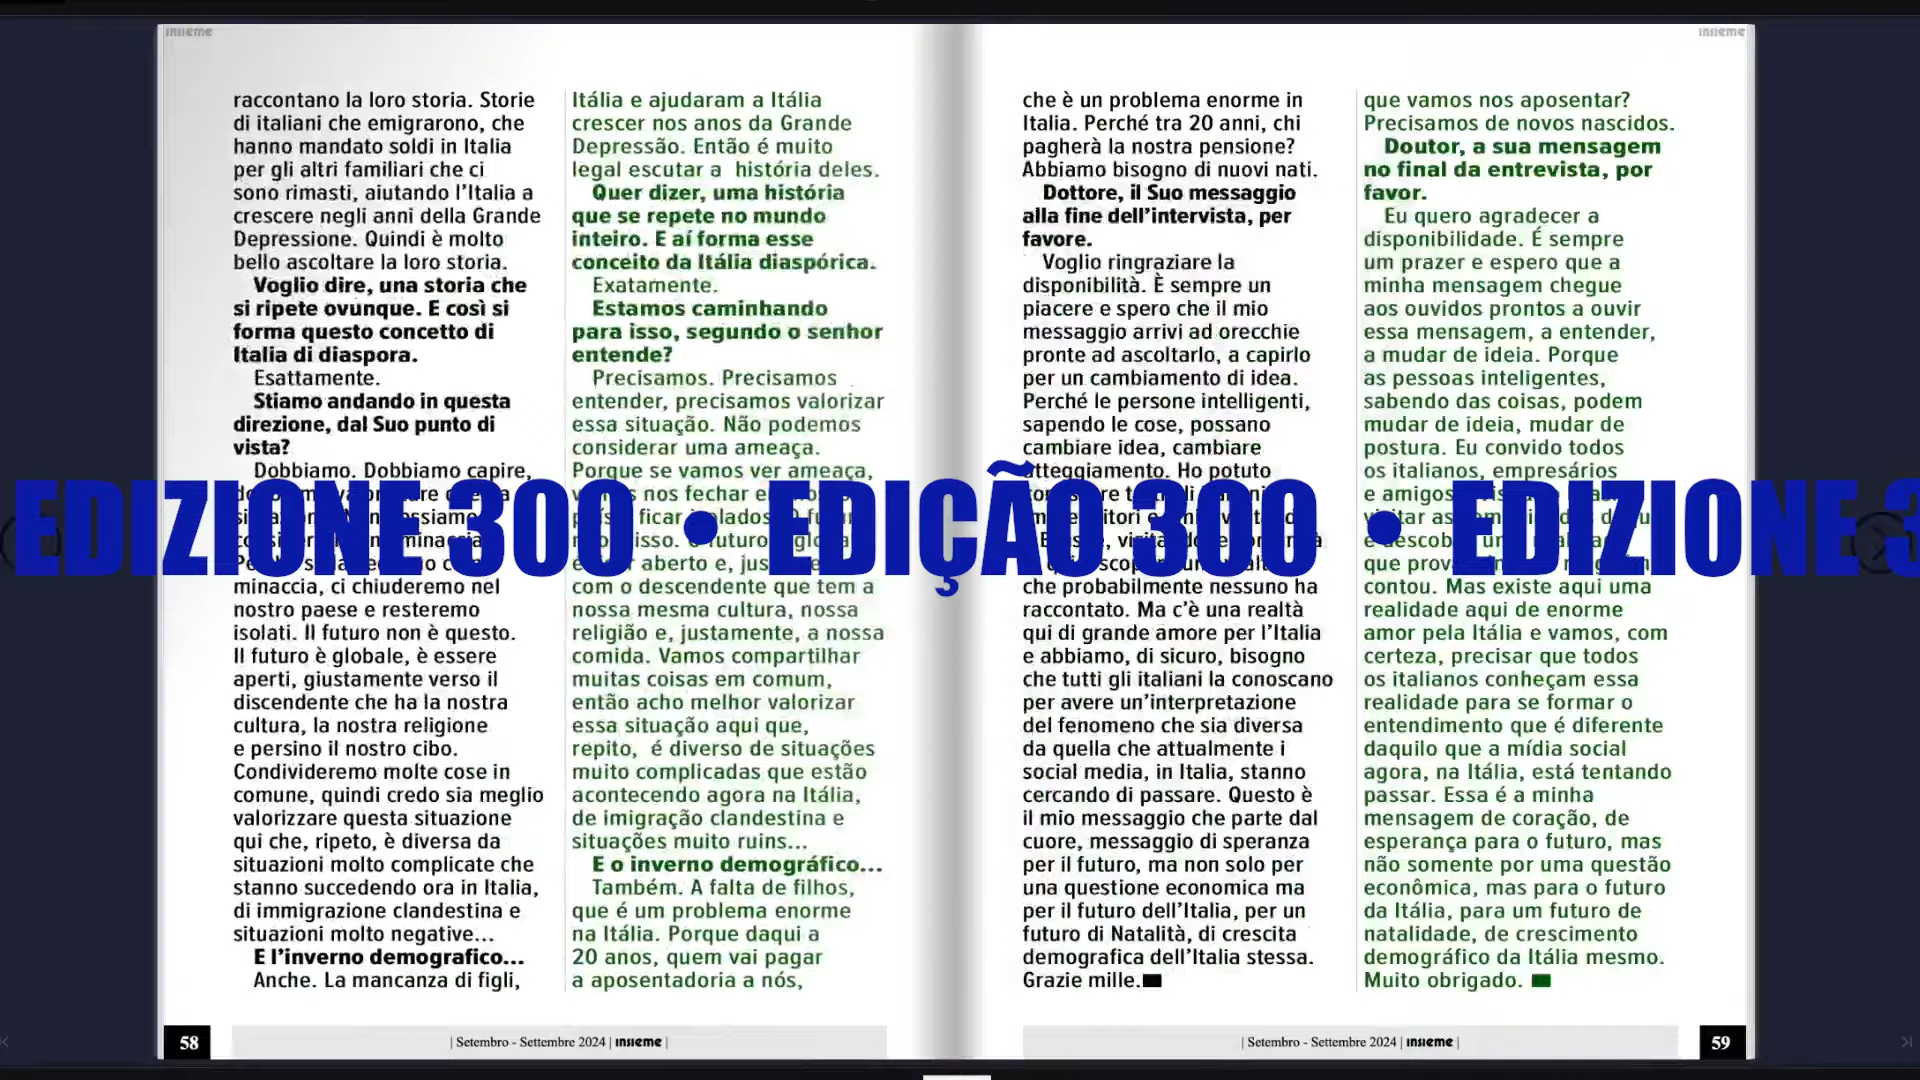 insieme
raccontano la loro storia. Storie
di italiani che emigrarono, che
hanno mandato soldi in Italia
per gli altri familiari che ci
sono rimasti, aiutando l'Italia a
crescere negli anni della Grande
Depressione. Quindi è molto
bello ascoltare la loro storia.
Voglio dire, una storia che
si ripete ovunque. E così si
forma questo concetto di
Italia di diaspora.
Esattamente.
Stiamo andando in questa
direzione, dal Suo punto di
vista?
Dobbiamo. Dobbiamo capire,
minaccia, ci chiuderemo nel
nostro paese e resteremo
isolati. Il futuro non è questo.
Il futuro è globale, è essere
aperti, giustamente verso il
discendente che ha la nostra
cultura, la nostra religione
e persino il nostro cibo.
Condivideremo molte cose in
comune, quindi credo sia meglio
valorizzare questa situazione
qui che, ripeto, è diversa da
situazioni molto complicate che
stanno succedendo ora in Italia,
di immigrazione clandestina e
situazioni molto negative...
E l'inverno demografico...
Anche. La mancanza di figli,
Itália e ajudaram a Itália
crescer nos anos da Grande
Depressão. Então é muito
legal escutar a história deles.
Quer dizer, uma história
que se repete no mundo
inteiro. E aí forma esse
conceito da Itália diaspórica.
Exatamente.
Estamos caminhando
para isso, segundo o senhor
entende?
Precisamos. Precisamos
entender, precisamos valorizar
essa situação. Não podemos
considerar uma ameaça.
Porque se vamos ver ameaça,
nos fechar
ficar
isso.
aberto e,
com o descendente que tem a
nossa mesma cultura, nossa
religião e, justamente, a nossa
comida. Vamos compartilhar
muitas coisas em comum,
então acho melhor valorizar
essa situação aqui que,
repito, é diverso de situações
muito complicadas que estão
acontecendo agora na Itália,
de imigração clandestina e
situações muito ruins...
E o inverno demográfico...
Também. A falta de filhos,
que é um problema enorme
na Itália. Porque daqui a
20 anos, quem vai pagar
a aposentadoria a nós,
58
| Setembro - Settembre 2024 | insieme |
insieme
che è un problema enorme in
Italia. Perché tra 20 anni, chi
pagherà la nostra pensione?
Abbiamo bisogno di nuovi nati.
Dottore, il Suo messaggio
alla fine dell'intervista, per
favore.
Voglio ringraziare la
disponibilità. È sempre un
piacere e spero che il mio
messaggio arrivi ad orecchie
pronte ad ascoltarlo, a capirlo
per un cambiamento di idea.
Perché le persone intelligenti,
sapendo le cose, possano
cambiare idea, cambiare
atteggiamento. Ho potuto
che probabilmente nessuno ha
raccontato. Ma c'è una realtà
qui di grande amore per l'Italia
e abbiamo, di sicuro, bisogno
che tutti gli italiani la conoscano
per avere un'interpretazione
del fenomeno che sia diversa
da quella che attualmente i
social media, in Italia, stanno
cercando di passare. Questo è
il mio messaggio che parte dal
cuore, messaggio di speranza
per il futuro, ma non solo per
una questione economica ma
per il futuro dell'Italia, per un
futuro di Natalità, di crescita
demografica dell'Italia stessa.
Grazie mille.
que vamos nos aposentar?
Precisamos de novos nascidos.
Doutor, a sua mensagem
no final da entrevista, por
favor.
Eu quero agradecer a
disponibilidade. É sempre
um prazer e espero que a
minha mensagem chegue
aos ouvidos prontos a ouvir
essa mensagem, a entender,
a mudar de ideia. Porque
as pessoas inteligentes,
sabendo das coisas, podem
mudar de ideia, mudar de
postura. Eu convido todos
os italianos, empresários
e amigos
que
contou. Mas existe aqui uma
realidade aqui de enorme
amor pela Itália e vamos, com
certeza, precisar que todos
os italianos conheçam essa
realidade para se formar o
entendimento que é diferente
daquilo que a mídia social
agora, na Itália, está tentando
passar. Essa é a minha
mensagem de coração, de
esperança para o futuro, mas
não somente por uma questão
econômica, mas para o futuro
da Itália, para um futuro de
natalidade, de crescimento
demográfico da Itália mesmo.
Muito obrigado.
| Setembro - Settembre 2024 | insieme |
59
EDIZIONE 300 • EDIÇÃO 300 • EDIZIONE 3